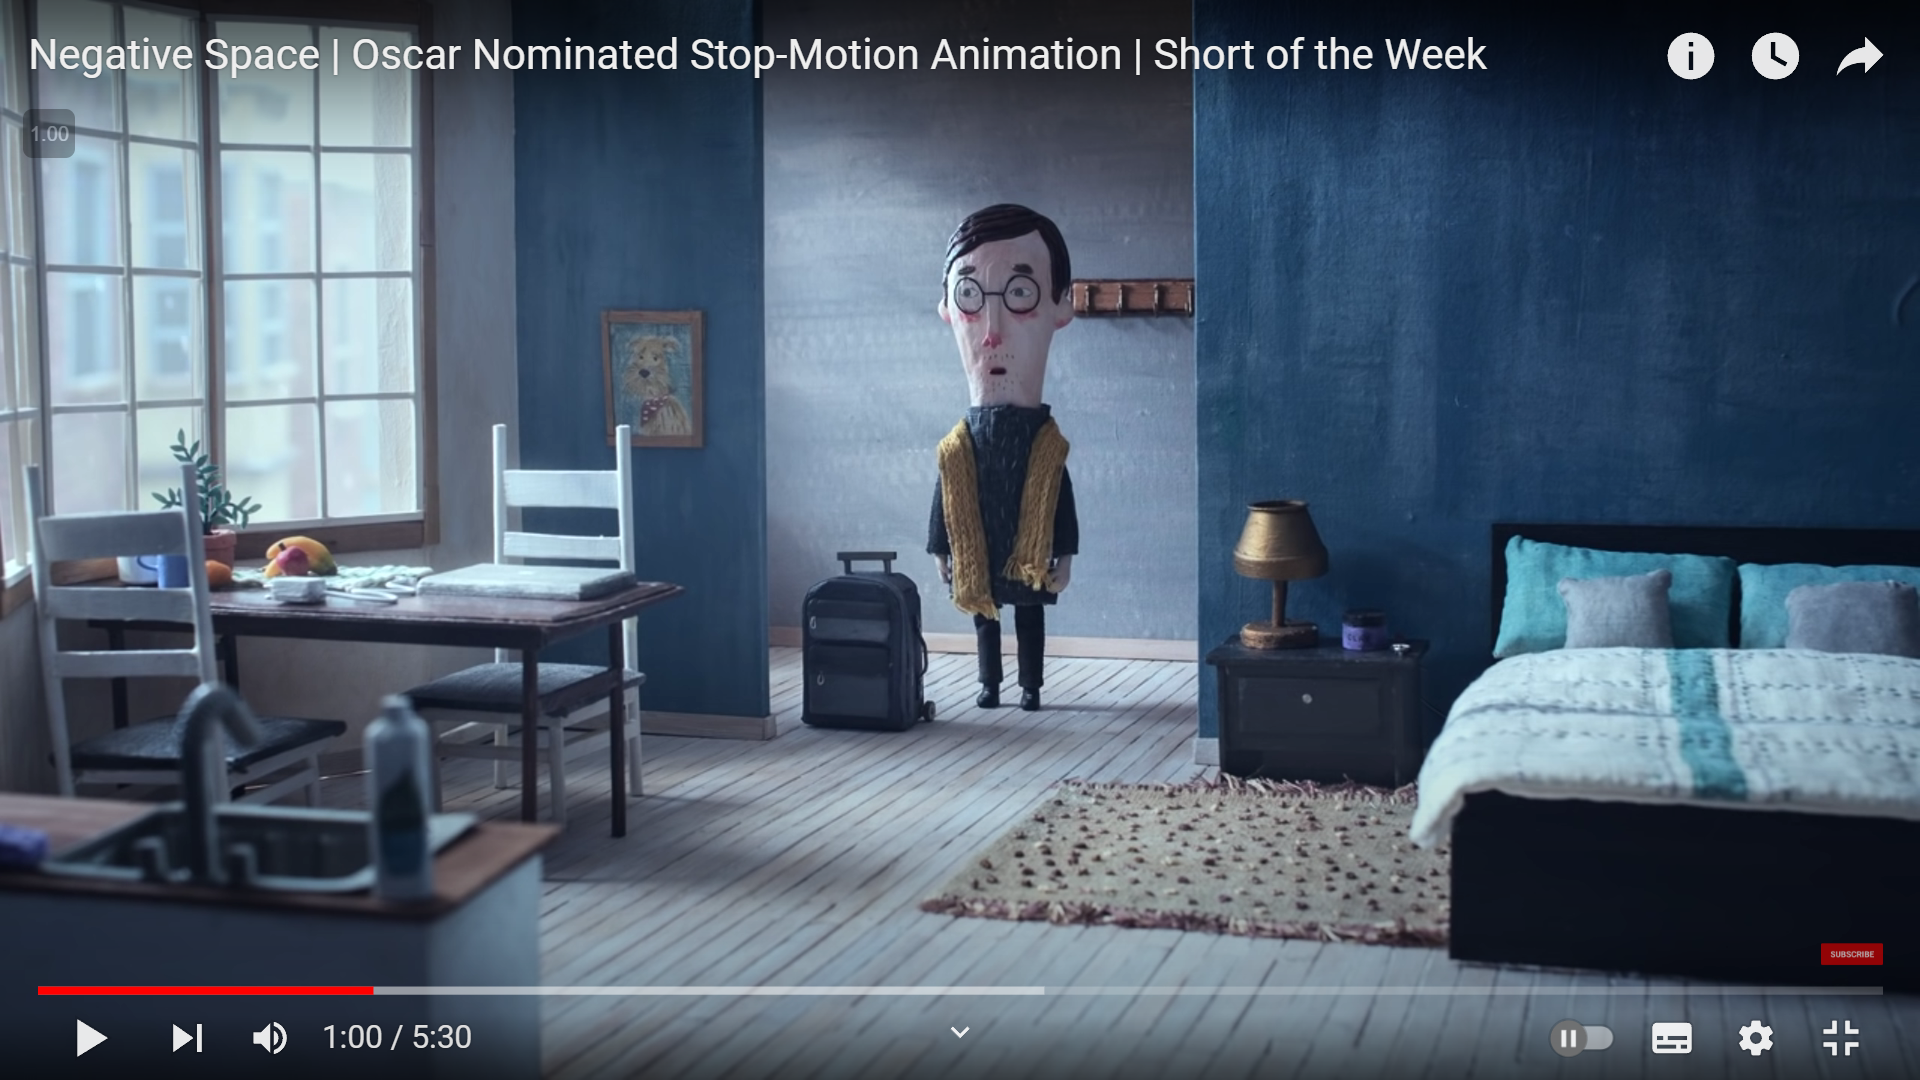 Negative Space | Oscar Nominated Stop-Motion Animation | Short of the Week
1.00
SUBSCRIBE
1:00 / 5:30